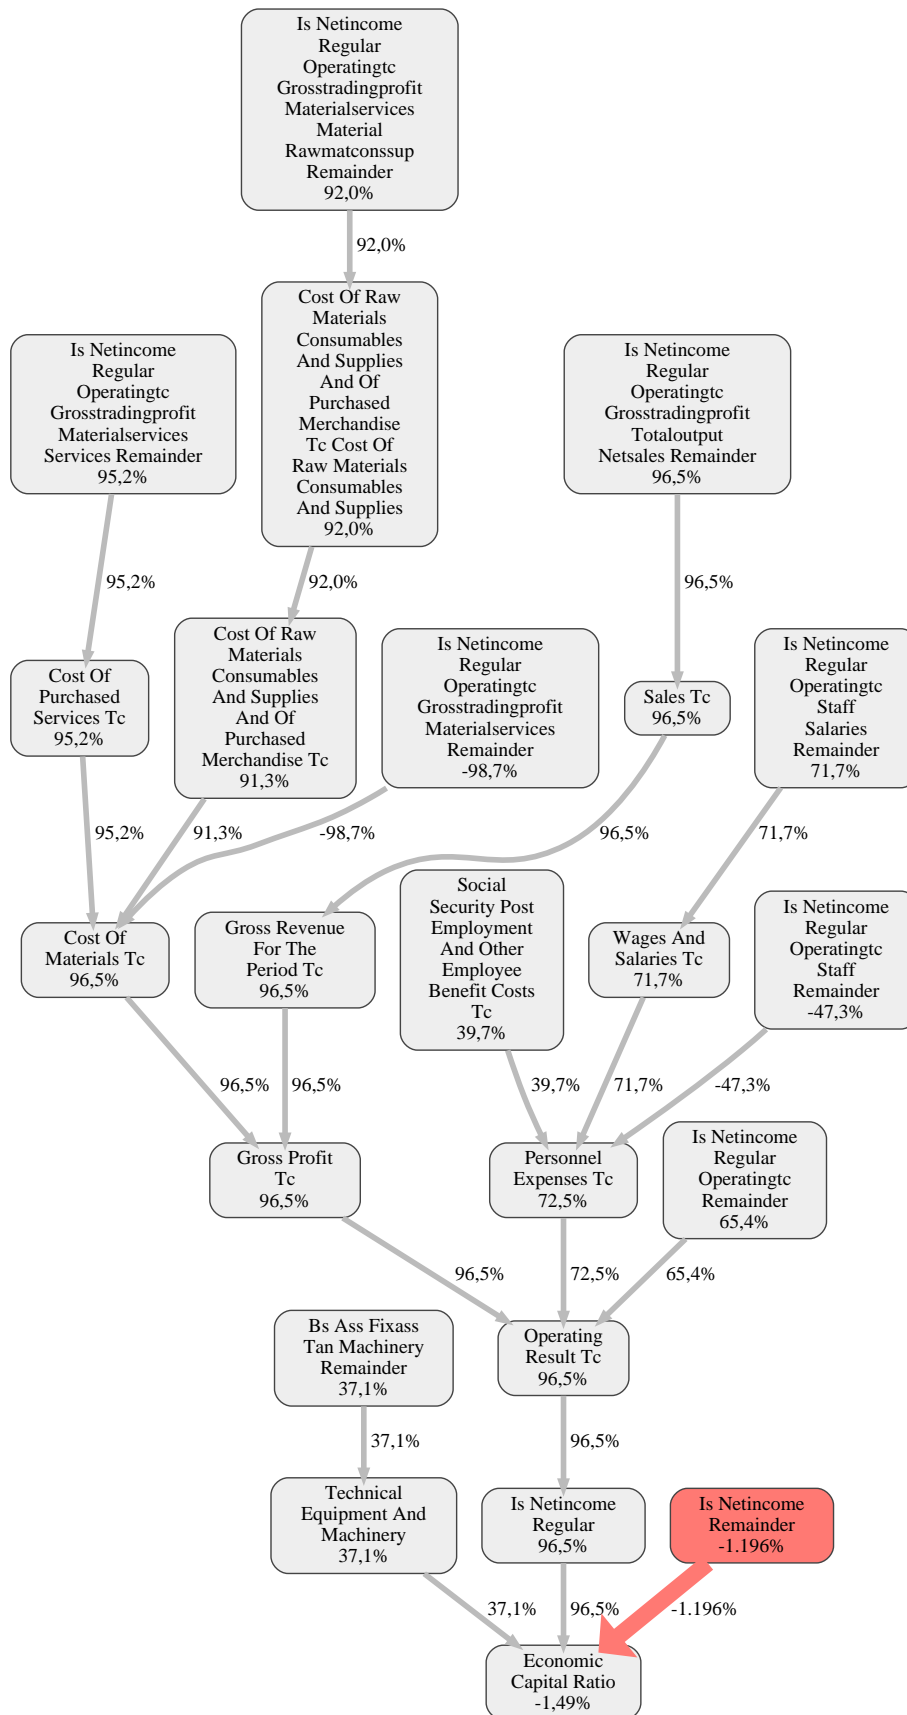 Is Netincome
Regular
Operatingtc
Grosstradingprofit
Materialservices
Material
Rawmatconssup
Remainder
92,0%
92,0%
Cost Of Raw
Materials
Consumables
And Supplies
And Of
Purchased
Merchandise
Tc Cost Of
Raw Materials
Consumables
And Supplies
92,0%
Is Netincome
Regular
Operatingtc
Grosstradingprofit
Materialservices
Services Remainder
95,2%
Is Netincome
Regular
Operatingtc
Grosstradingprofit
Totaloutput
Netsales Remainder
96,5%
95,2%
92,0%
96,5%
Cost Of
Purchased
Services Tc
95,2%
Cost Of Raw
Materials
Consumables
And Supplies
And Of
Purchased
Merchandise Tc
91,3%
Is Netincome
Regular
Operatingtc
Grosstradingprofit
Materialservices
Remainder
-98,7%
Sales Tc
96,5%
Is Netincome
Regular
Operatingtc
Staff
Salaries
Remainder
71,7%
95,2%
91,3%
-98,7%
96,5%
71,7%
Cost Of
Materials Tc
96,5%
Gross Revenue
For The
Period Tc
96,5%
Social
Security Post
Employment
And Other
Employee
Benefit Costs
Tc
39,7%
Wages And
Salaries Tc
71,7%
Is Netincome
Regular
Operatingtc
Staff
Remainder
-47,3%
96,5%
96,5%
39,7%
71,7%
-47,3%
Gross Profit
Tc
96,5%
Personnel
Expenses Tc
72,5%
Is Netincome
Regular
Operatingtc
Remainder
65,4%
96,5%
72,5%
65,4%
Bs Ass Fixass
Tan Machinery
Remainder
37,1%
Operating
Result Tc
96,5%
37,1%
96,5%
Technical
Equipment And
Machinery
37,1%
Is Netincome
Regular
96,5%
Is Netincome
Remainder
-1.196%
37,1%
96,5%
-1.196%
Economic
Capital Ratio
-1,49%